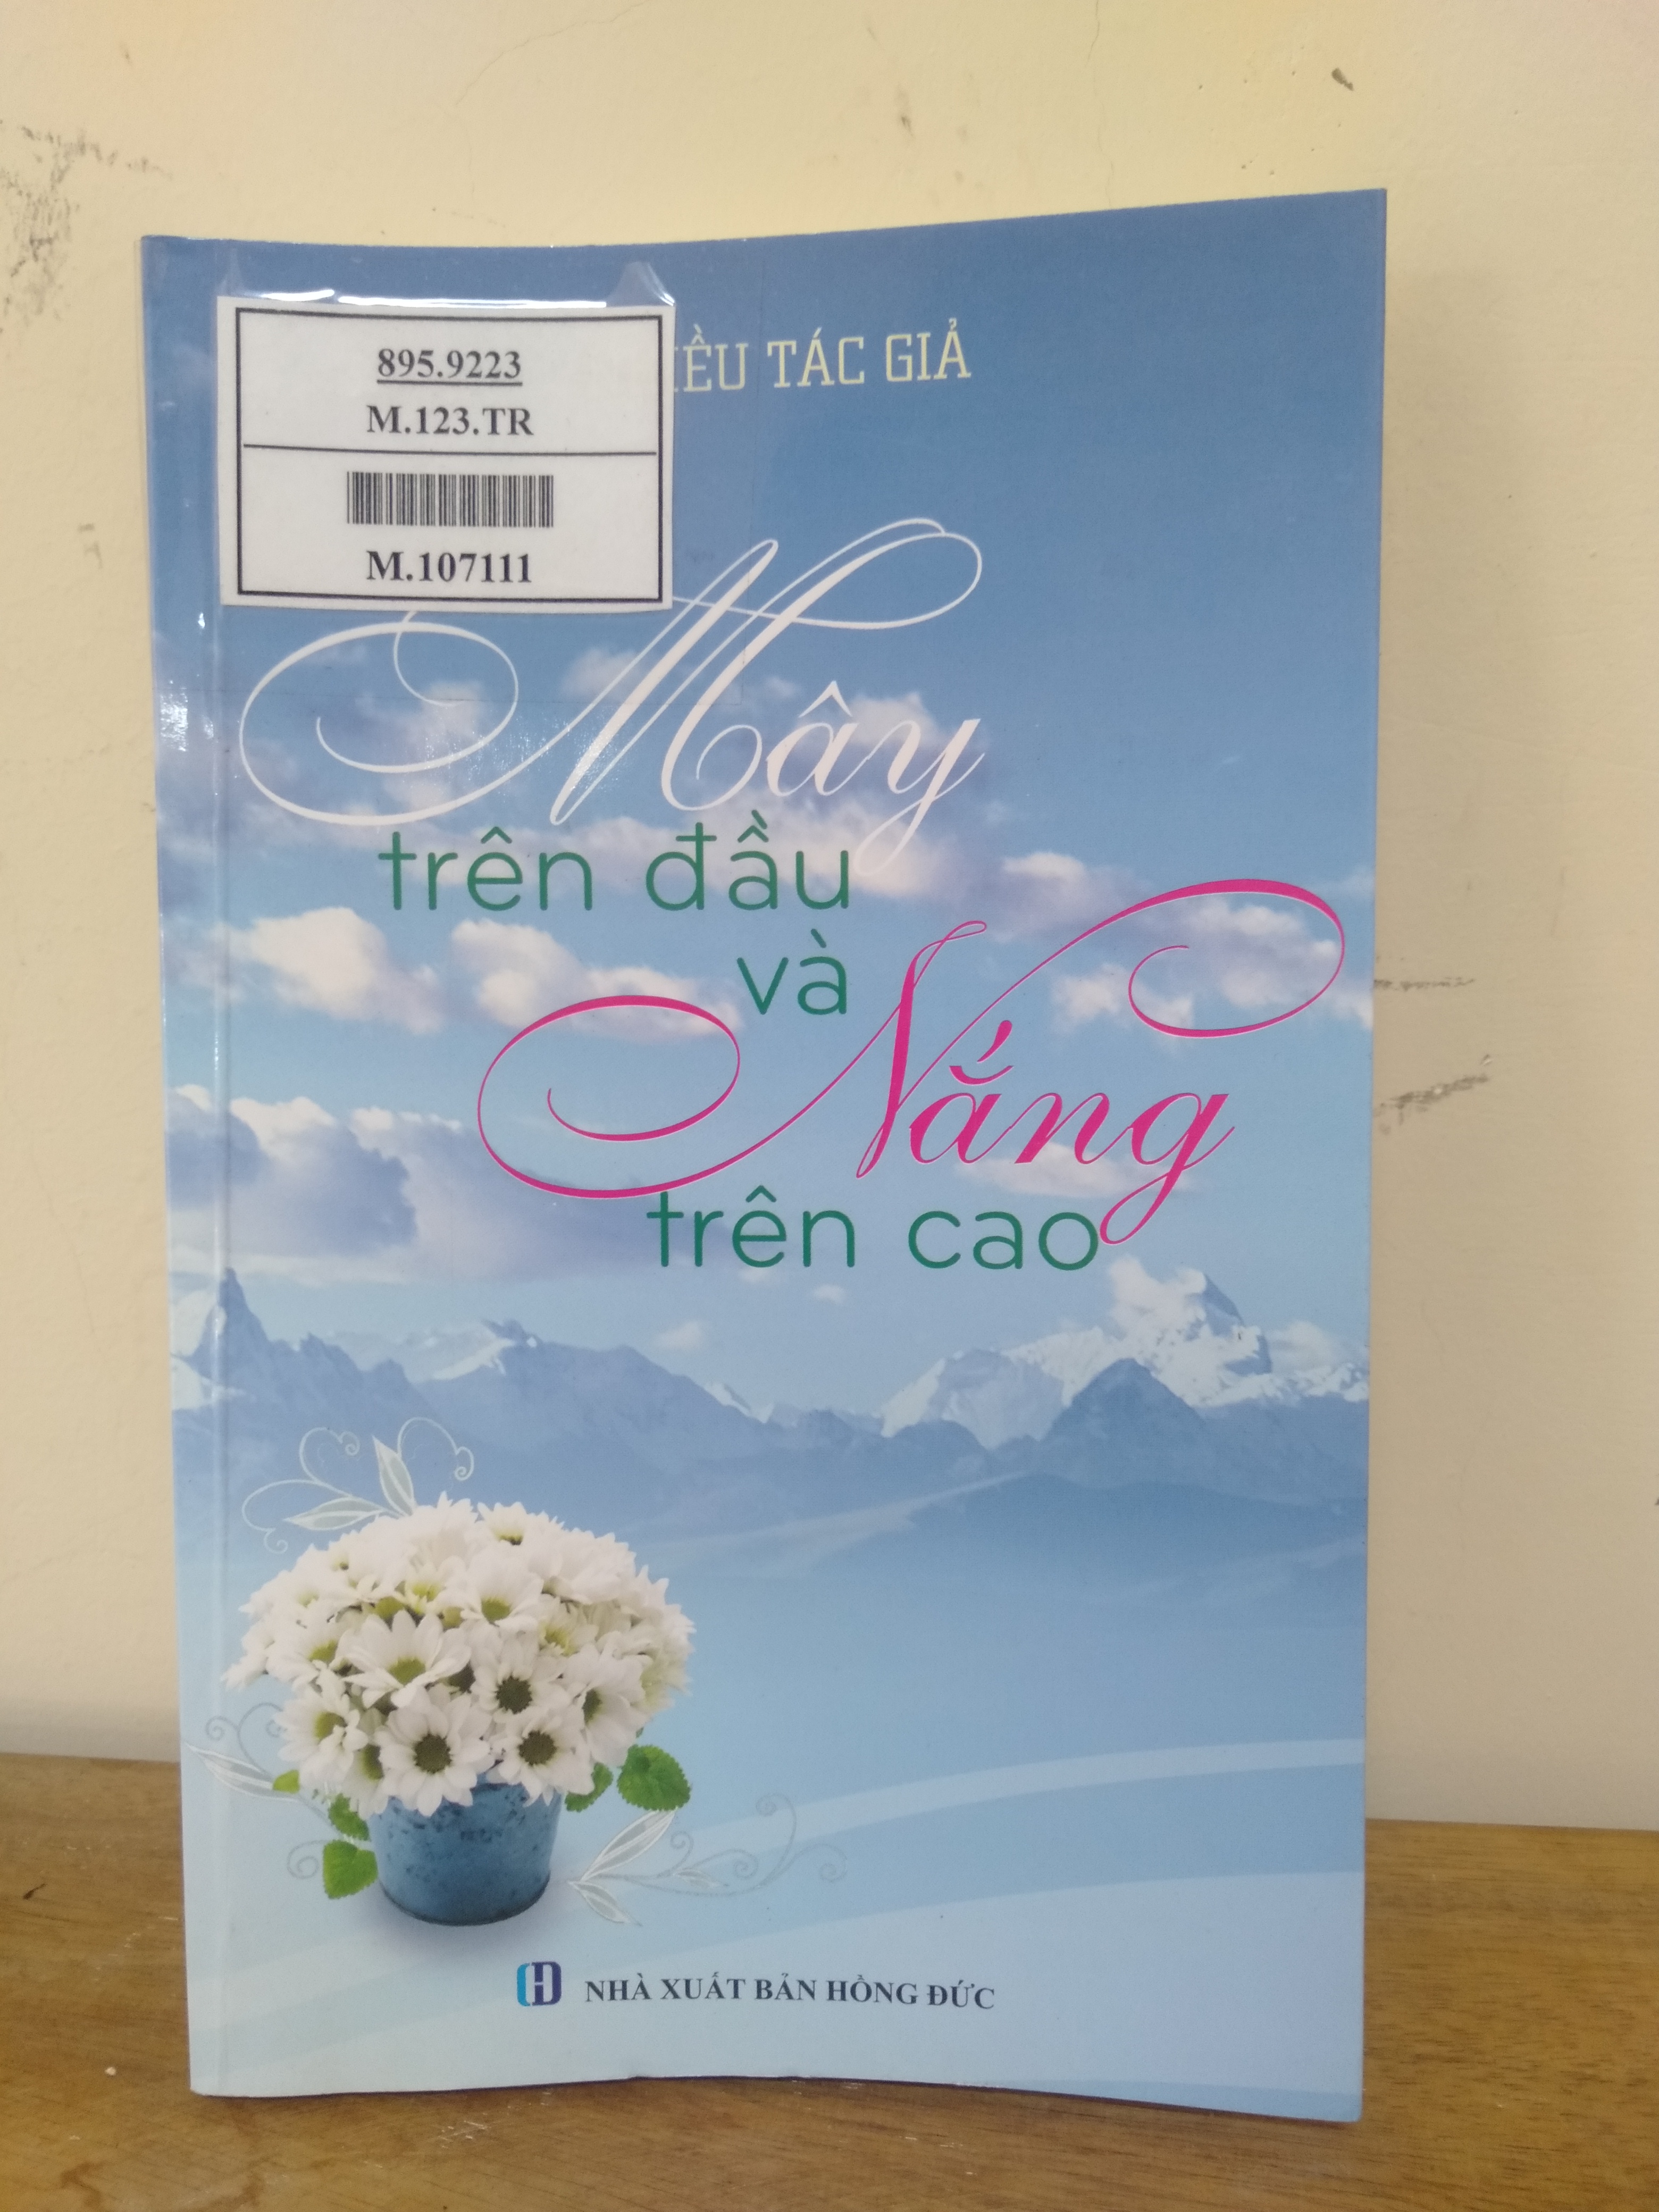 895.9223
M.123.TR
M.107111
TÁC GIẢ
Mây
trên đầu
và
Nắng
trên cao
NHÀ XUẤT BẢN HỒNG ĐỨC